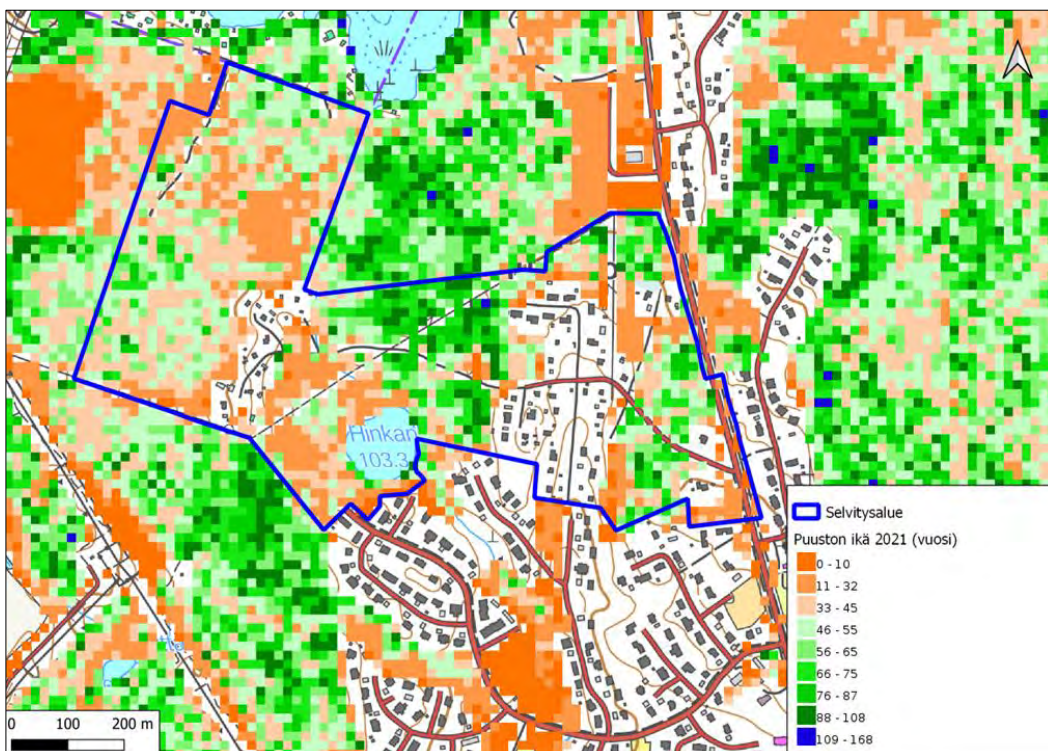 Hinkan
103.3
Selvitysalue
Puuston ikä 2021 (vuosi)
0 - 10
11 - 32
33 - 45
46 - 55
56 - 65
66 - 75
76 - 87
88 - 108
109 - 168
0 100 200 m